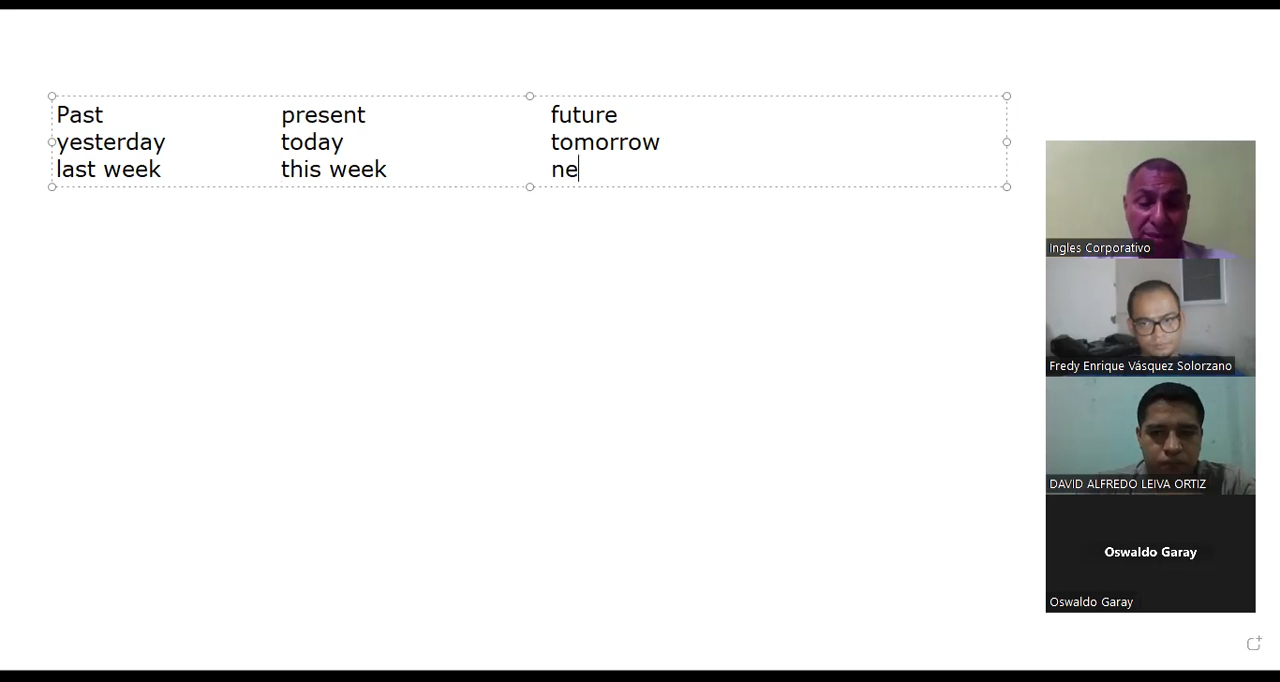 Past present future
yesterday today tomorrow
last week this week ne
Ingles Corporativo
Fredy Enrique Vásquez Solorzano
DAVID ALFREDO LEIVA ORTIZ
Oswaldo Garay
Oswaldo Garay